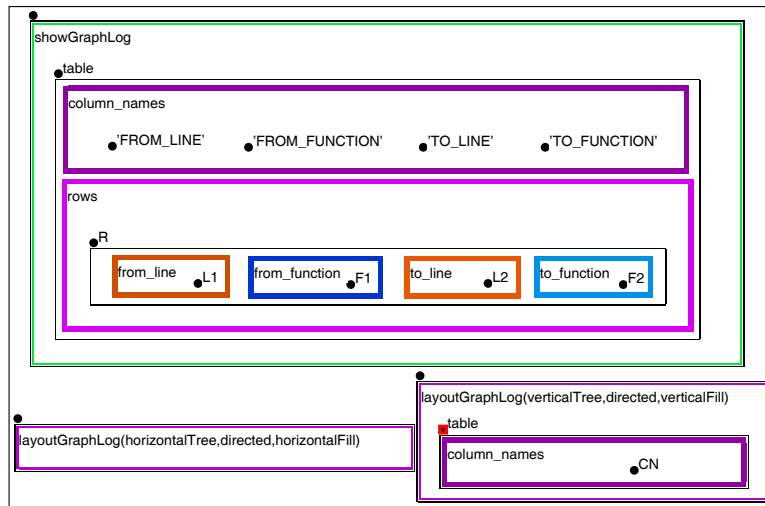 showGraphLog
table
column_names
'FROM_LINE' 'FROM_FUNCTION' 'TO_LINE' 'TO_FUNCTION'
rows
R
from_line L1 from_function F1 to_line L2 to_function F2
layoutGraphLog(verticalTree,directed,verticalFill)
table
layoutGraphLog(horizontalTree,directed,horizontalFill)
column_names CN